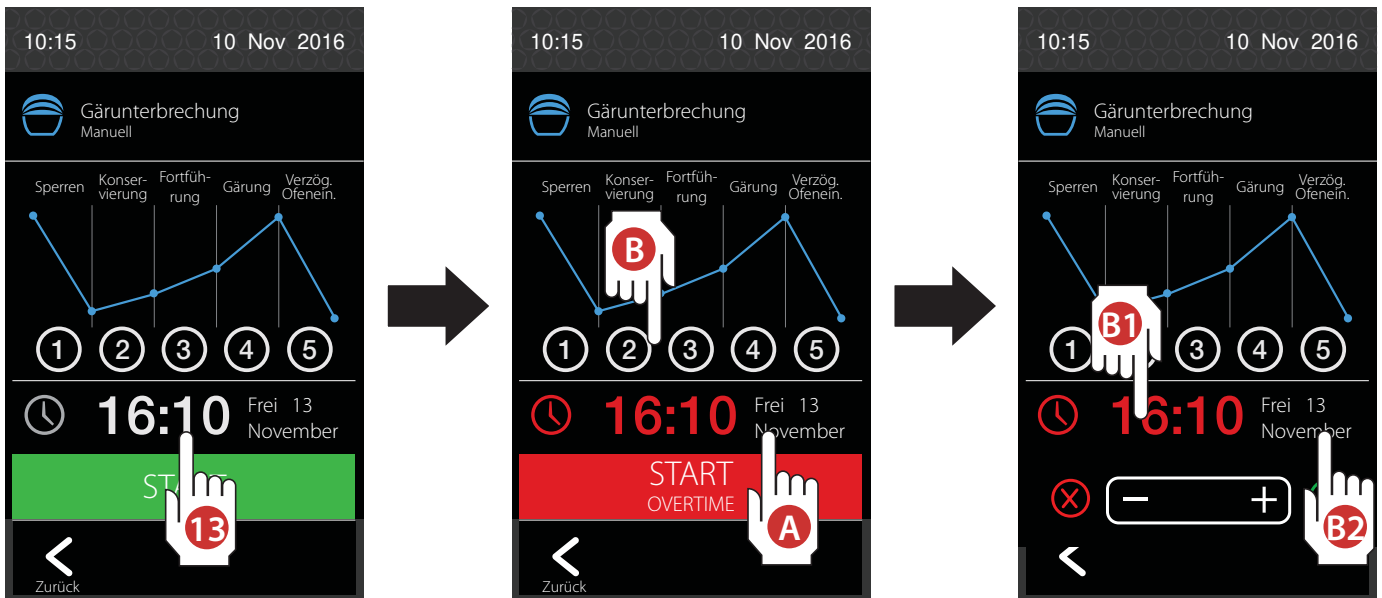 10:15 10 Nov 2016
Gärunterbrechung
Manuell
Sperren Konser- Fortfüh- Gärung Verzög.
vierung rung Ofenein.
1 2 3 4 5
16:10 Frei 13
November
13
Zurück
10:15 10 Nov 2016
Gärunterbrechung
Manuell
Sperren Konser- Fortfüh- Gärung Verzög.
vierung rung Ofenein.
B
1 2 3 4 5
16:10 Frei 13
November
START
OVERTIME
A
Zurück
10:15 10 Nov 2016
Gärunterbrechung
Manuell
Sperren Konser- Fortfüh- Gärung Verzög.
vierung rung Ofenein.
B1
1 3 4 5
16:10 Frei 13
November
− +
B2